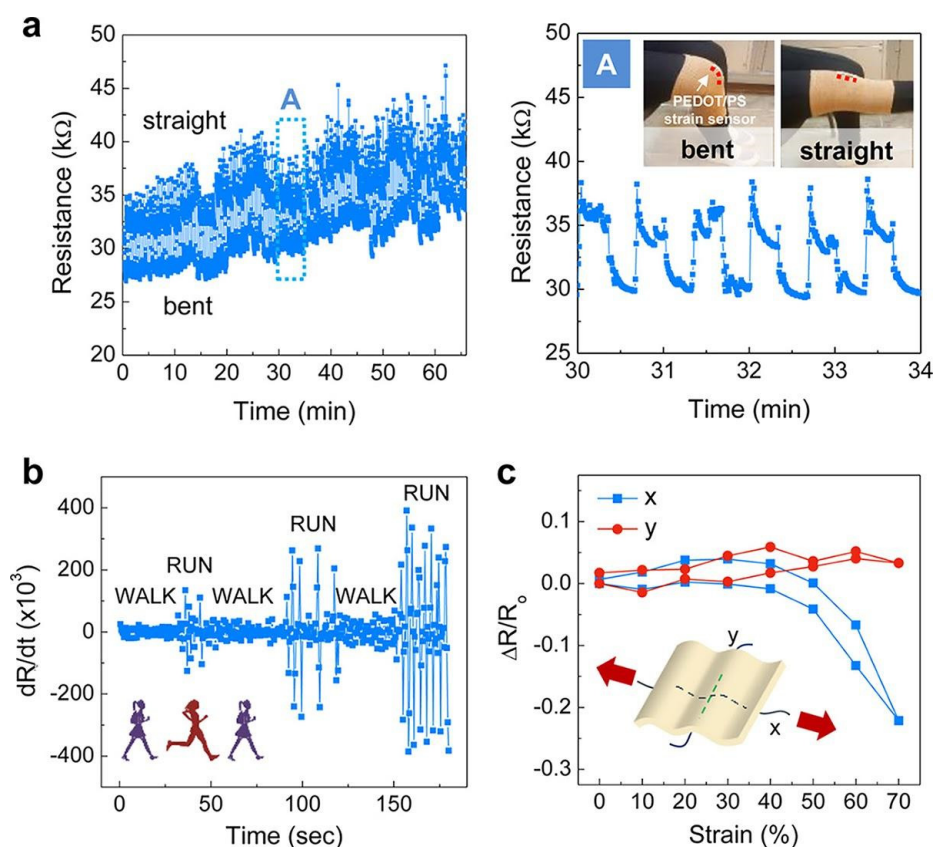 a
50
45
40
35
30
25
20
Resistance (kΩ)
straight
A
bent
0 10 20 30 40 50 60
Time (min)
50
45
40
35
30
25
Resistance (kΩ)
A
PEDOT/PS
strain sensor
bent
straight
30 31 32 33 34
Time (min)
b
400
200
0
-200
-400
dR/dt (x10³)
RUN
RUN
RUN
WALK WALK WALK
0 50 100 150
Time (sec)
c
x
y
0.1
0.0
-0.1
-0.2
-0.3
ΔR/Rₒ
y
x
0 10 20 30 40 50 60 70
Strain (%)